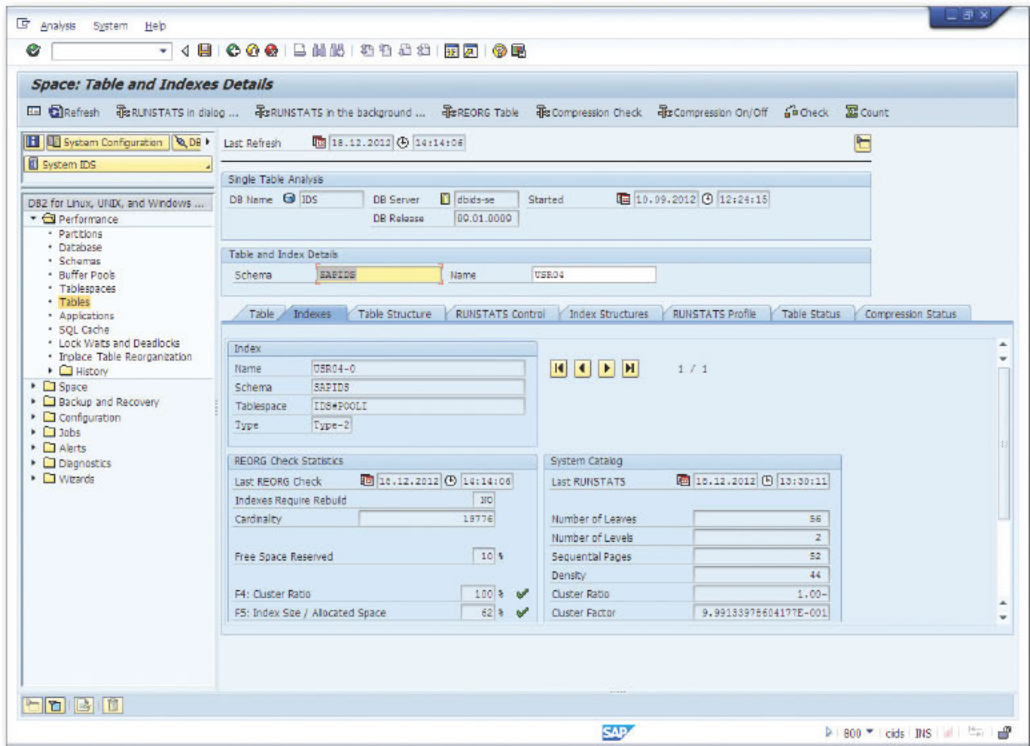 Analysis System Help
Space: Table and Indexes Details
Refresh RUNSTATS in dialog ... RUNSTATS in the background ... REORG Table Compression Check Compression On/Off Check Count
System Configuration DB
System IDS
DB2 for Linux, UNIX, and Windows ...
Performance
Partitions
Database
Schemas
Buffer Pools
Tablespaces
Tables
Applications
SQL Cache
Lock Waits and Deadlocks
Inplace Table Reorganization
History
Space
Backup and Recovery
Configuration
Jobs
Alerts
Diagnostics
Wizards
Last Refresh 18.12.2012 14:14:06
Single Table Analysis
DB Name IDS DB Server dbids-se Started 10.09.2012 12:24:15
DB Release 09.01.0009
Table and Index Details
Schema SAPIDS Name USR04
Table Indexes Table Structure RUNSTATS Control Index Structures RUNSTATS Profile Table Status Compression Status
Index
Name USR04~0
Schema SAPIDS
Tablespace IDS#POOLI
Type Type-2
1 / 1
REORG Check Statistics
Last REORG Check 18.12.2012 14:14:06
Indexes Require Rebuild NO
Cardinality 19776
Free Space Reserved 10 %
F4: Cluster Ratio 100 %
F5: Index Size / Allocated Space 62 %
System Catalog
Last RUNSTATS 13:30:11
Number of Leaves 56
Number of Levels 2
Sequential Pages 52
Density 44
Cluster Ratio 1.00-
Cluster Factor 9.99133978604177E-001
SAP 800 cids INS